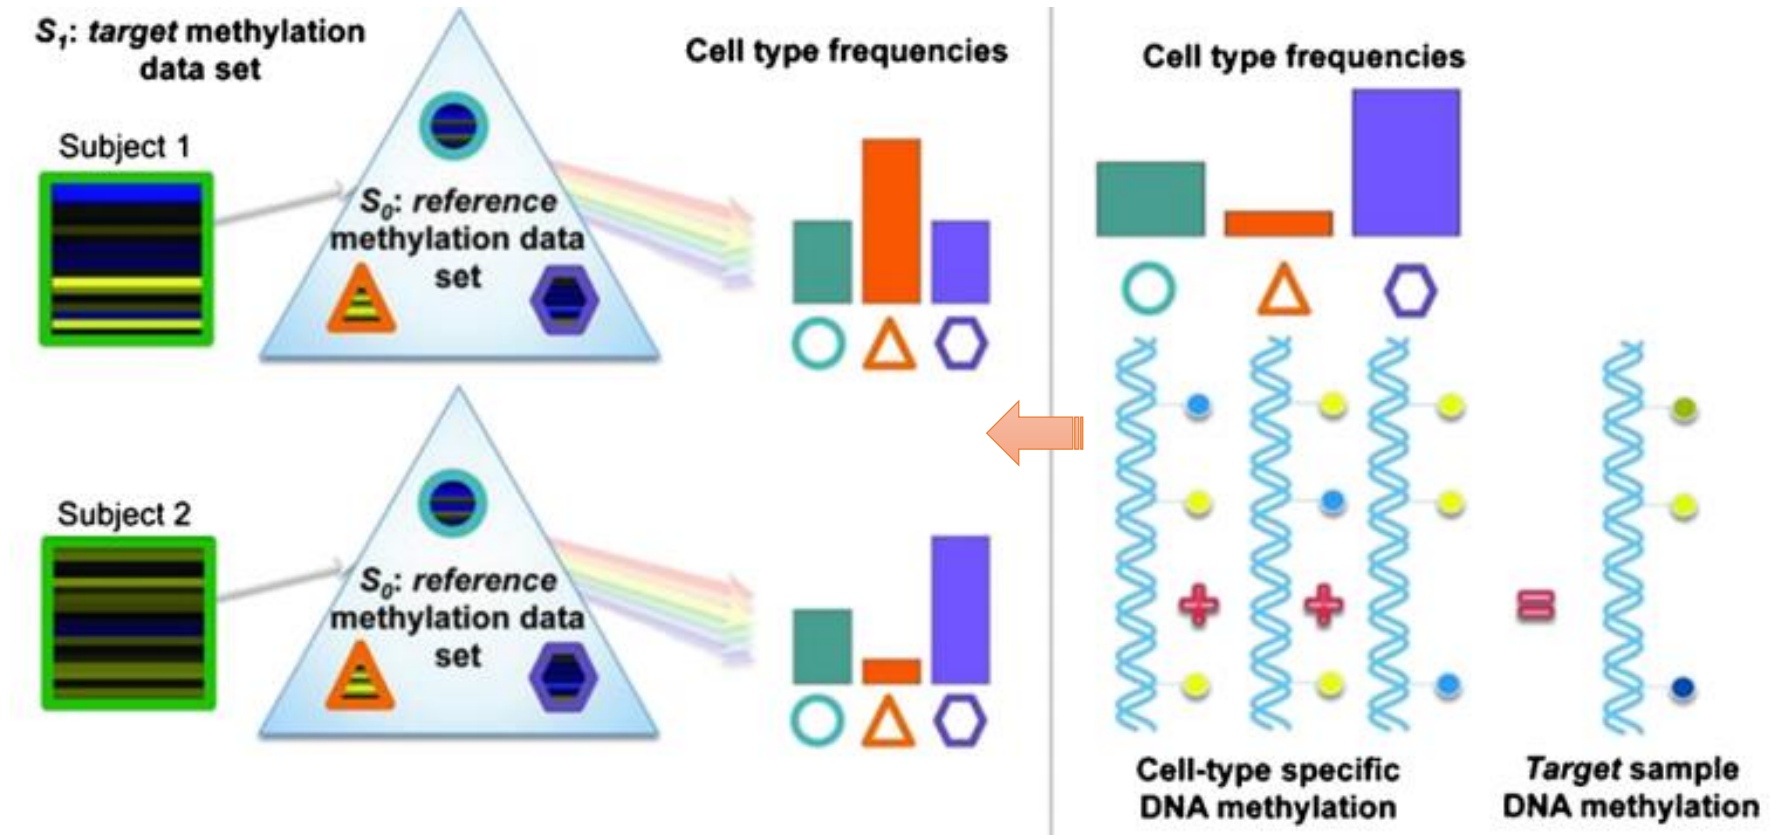 S1: target methylation
data set
Cell type frequencies
Subject 1
S0: reference
methylation data
set
Subject 2
S0: reference
methylation data
set
Cell type frequencies
Cell-type specific
DNA methylation
Target sample
DNA methylation